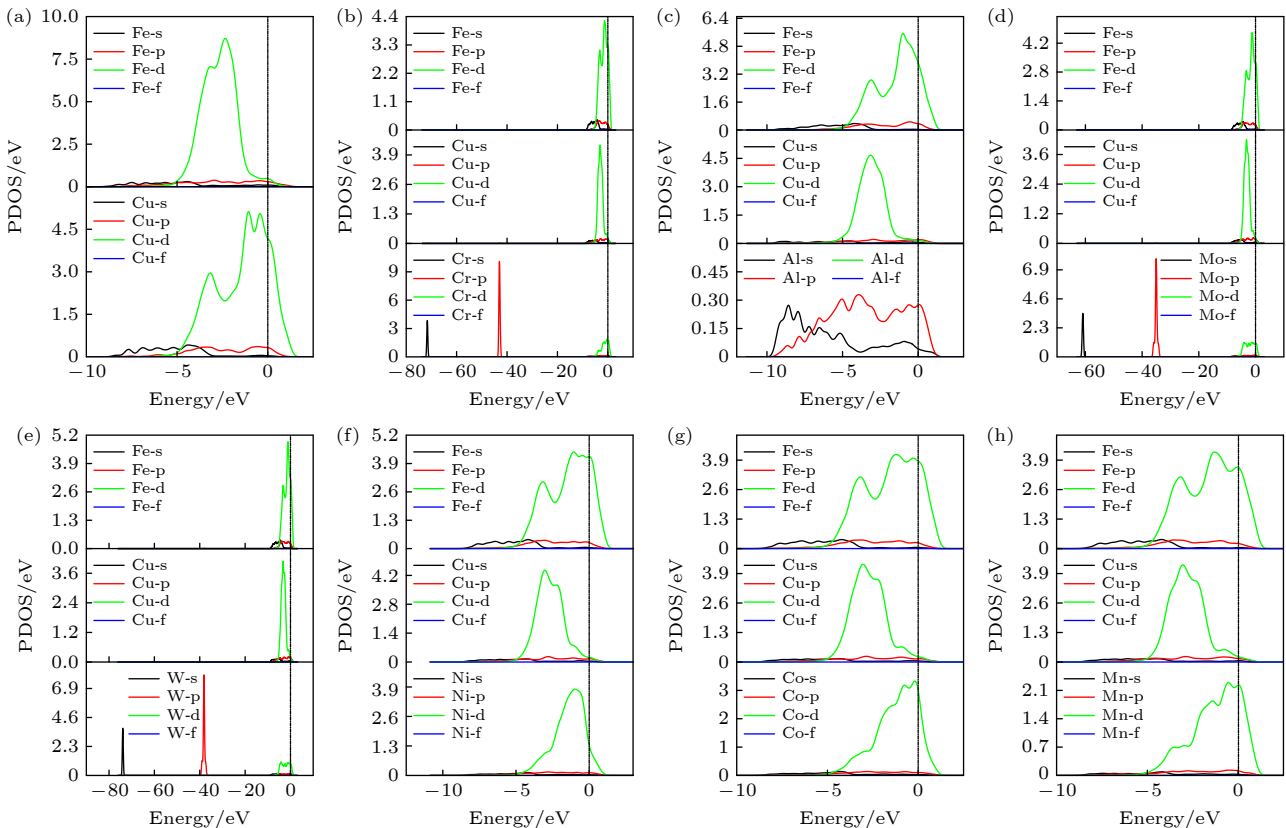 (a)
10.0
7.5
5.0
2.5
0
Fe-s
Fe-p
Fe-d
Fe-f
4.5
3.0
1.5
0
Cu-s
Cu-p
Cu-d
Cu-f
−10
−5
0
PDOS/eV
Energy/eV
(b)
4.4
3.3
2.2
1.1
0
Fe-s
Fe-p
Fe-d
Fe-f
3.9
2.6
1.3
0
Cu-s
Cu-p
Cu-d
Cu-f
9
6
3
0
Cr-s
Cr-p
Cr-d
Cr-f
−80
−60
−40
−20
0
PDOS/eV
Energy/eV
(c)
6.4
4.8
3.2
1.6
0
Fe-s
Fe-p
Fe-d
Fe-f
4.5
3.0
1.5
0
Cu-s
Cu-p
Cu-d
Cu-f
0.45
0.30
0.15
0
Al-s
Al-d
Al-p
Al-f
−10
−5
0
PDOS/eV
Energy/eV
(d)
4.2
2.8
1.4
0
Fe-s
Fe-p
Fe-d
Fe-f
3.9
2.6
1.3
0
Cu-s
Cu-p
Cu-d
Cu-f
6.9
4.6
2.3
0
Mo-s
Mo-p
Mo-d
Mo-f
−60
−40
−20
0
PDOS/eV
Energy/eV
(e)
5.2
3.9
2.6
1.3
0.0
Fe-s
Fe-p
Fe-d
Fe-f
3.6
2.4
1.2
0.0
Cu-s
Cu-p
Cu-d
Cu-f
6.9
4.6
2.3
0
W-s
W-p
W-d
W-f
−80
−60
−40
−20
0
PDOS/eV
Energy/eV
(f)
5.2
3.9
2.6
1.3
0
Fe-s
Fe-p
Fe-d
Fe-f
4.2
2.8
1.4
0
Cu-s
Cu-p
Cu-d
Cu-f
3.6
2.4
1.3
0
Ni-s
Ni-p
Ni-d
Ni-f
−10
−5
0
PDOS/eV
Energy/eV
(g)
3.9
2.6
1.3
0
Fe-s
Fe-p
Fe-d
Fe-f
3.9
2.6
1.3
0
Cu-s
Cu-p
Cu-d
Cu-f
3
2
1
0
Co-s
Co-p
Co-d
Co-f
−10
−5
0
PDOS/eV
Energy/eV
(h)
3.9
2.6
1.3
0
Fe-s
Fe-p
Fe-d
Fe-f
3.9
2.6
1.3
0
Cu-s
Cu-p
Cu-d
Cu-f
2.1
1.4
0.7
0
Mn-s
Mn-p
Mn-d
Mn-f
−10
−5
0
PDOS/eV
Energy/eV